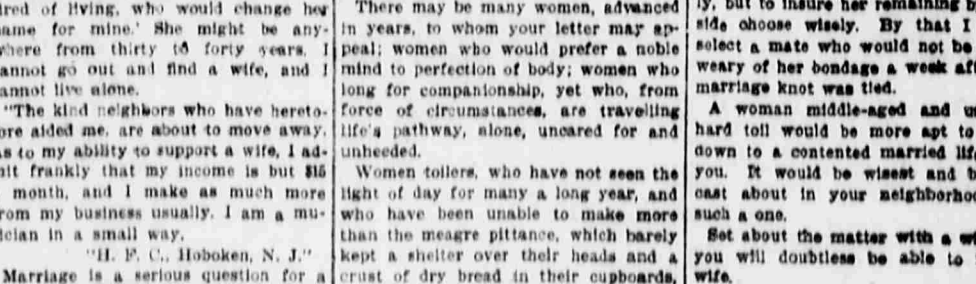 ired of living, who would change her
ame for mine.' She might be any-
where from thirty to forty years. I
annot go out and find a wife, and I
annot live alone.
"The kind neighbors who have hereto-
ore aided me, are about to move away.
as to my ability to support a wife, I ad-
mit frankly that my income is but $15
month, and I make as much more
rom my business usually. I am a mu-
ician in a small way.
"H. F. C., Hoboken, N. J."
Marriage is a serious question for a
There may be many women, advanced
in years, to whom your letter may ap-
peal; women who would prefer a noble
mind to perfection of body; women who
long for companionship, yet who, from
force of circumstances, are travelling
life's pathway, alone, uncared for and
unheeded.
Women toilers, who have not seen the
light of day for many a long year, and
who have been unable to make more
than the meagre pittance, which barely
kept a shelter over their heads and a
crust of dry bread in their cupboards,
ly, but to insure her remaining
side choose wisely. By that I
select a mate who would not be
weary of her bondage a week aft
marriage knot was tied.
A woman middle-aged and u
hard toil would be more apt to
down to a contented married lif
you. It would be wisest and b
cast about in your neighborho
such a one.
Set about the matter with a wi
you will doubtless be able to
wife.